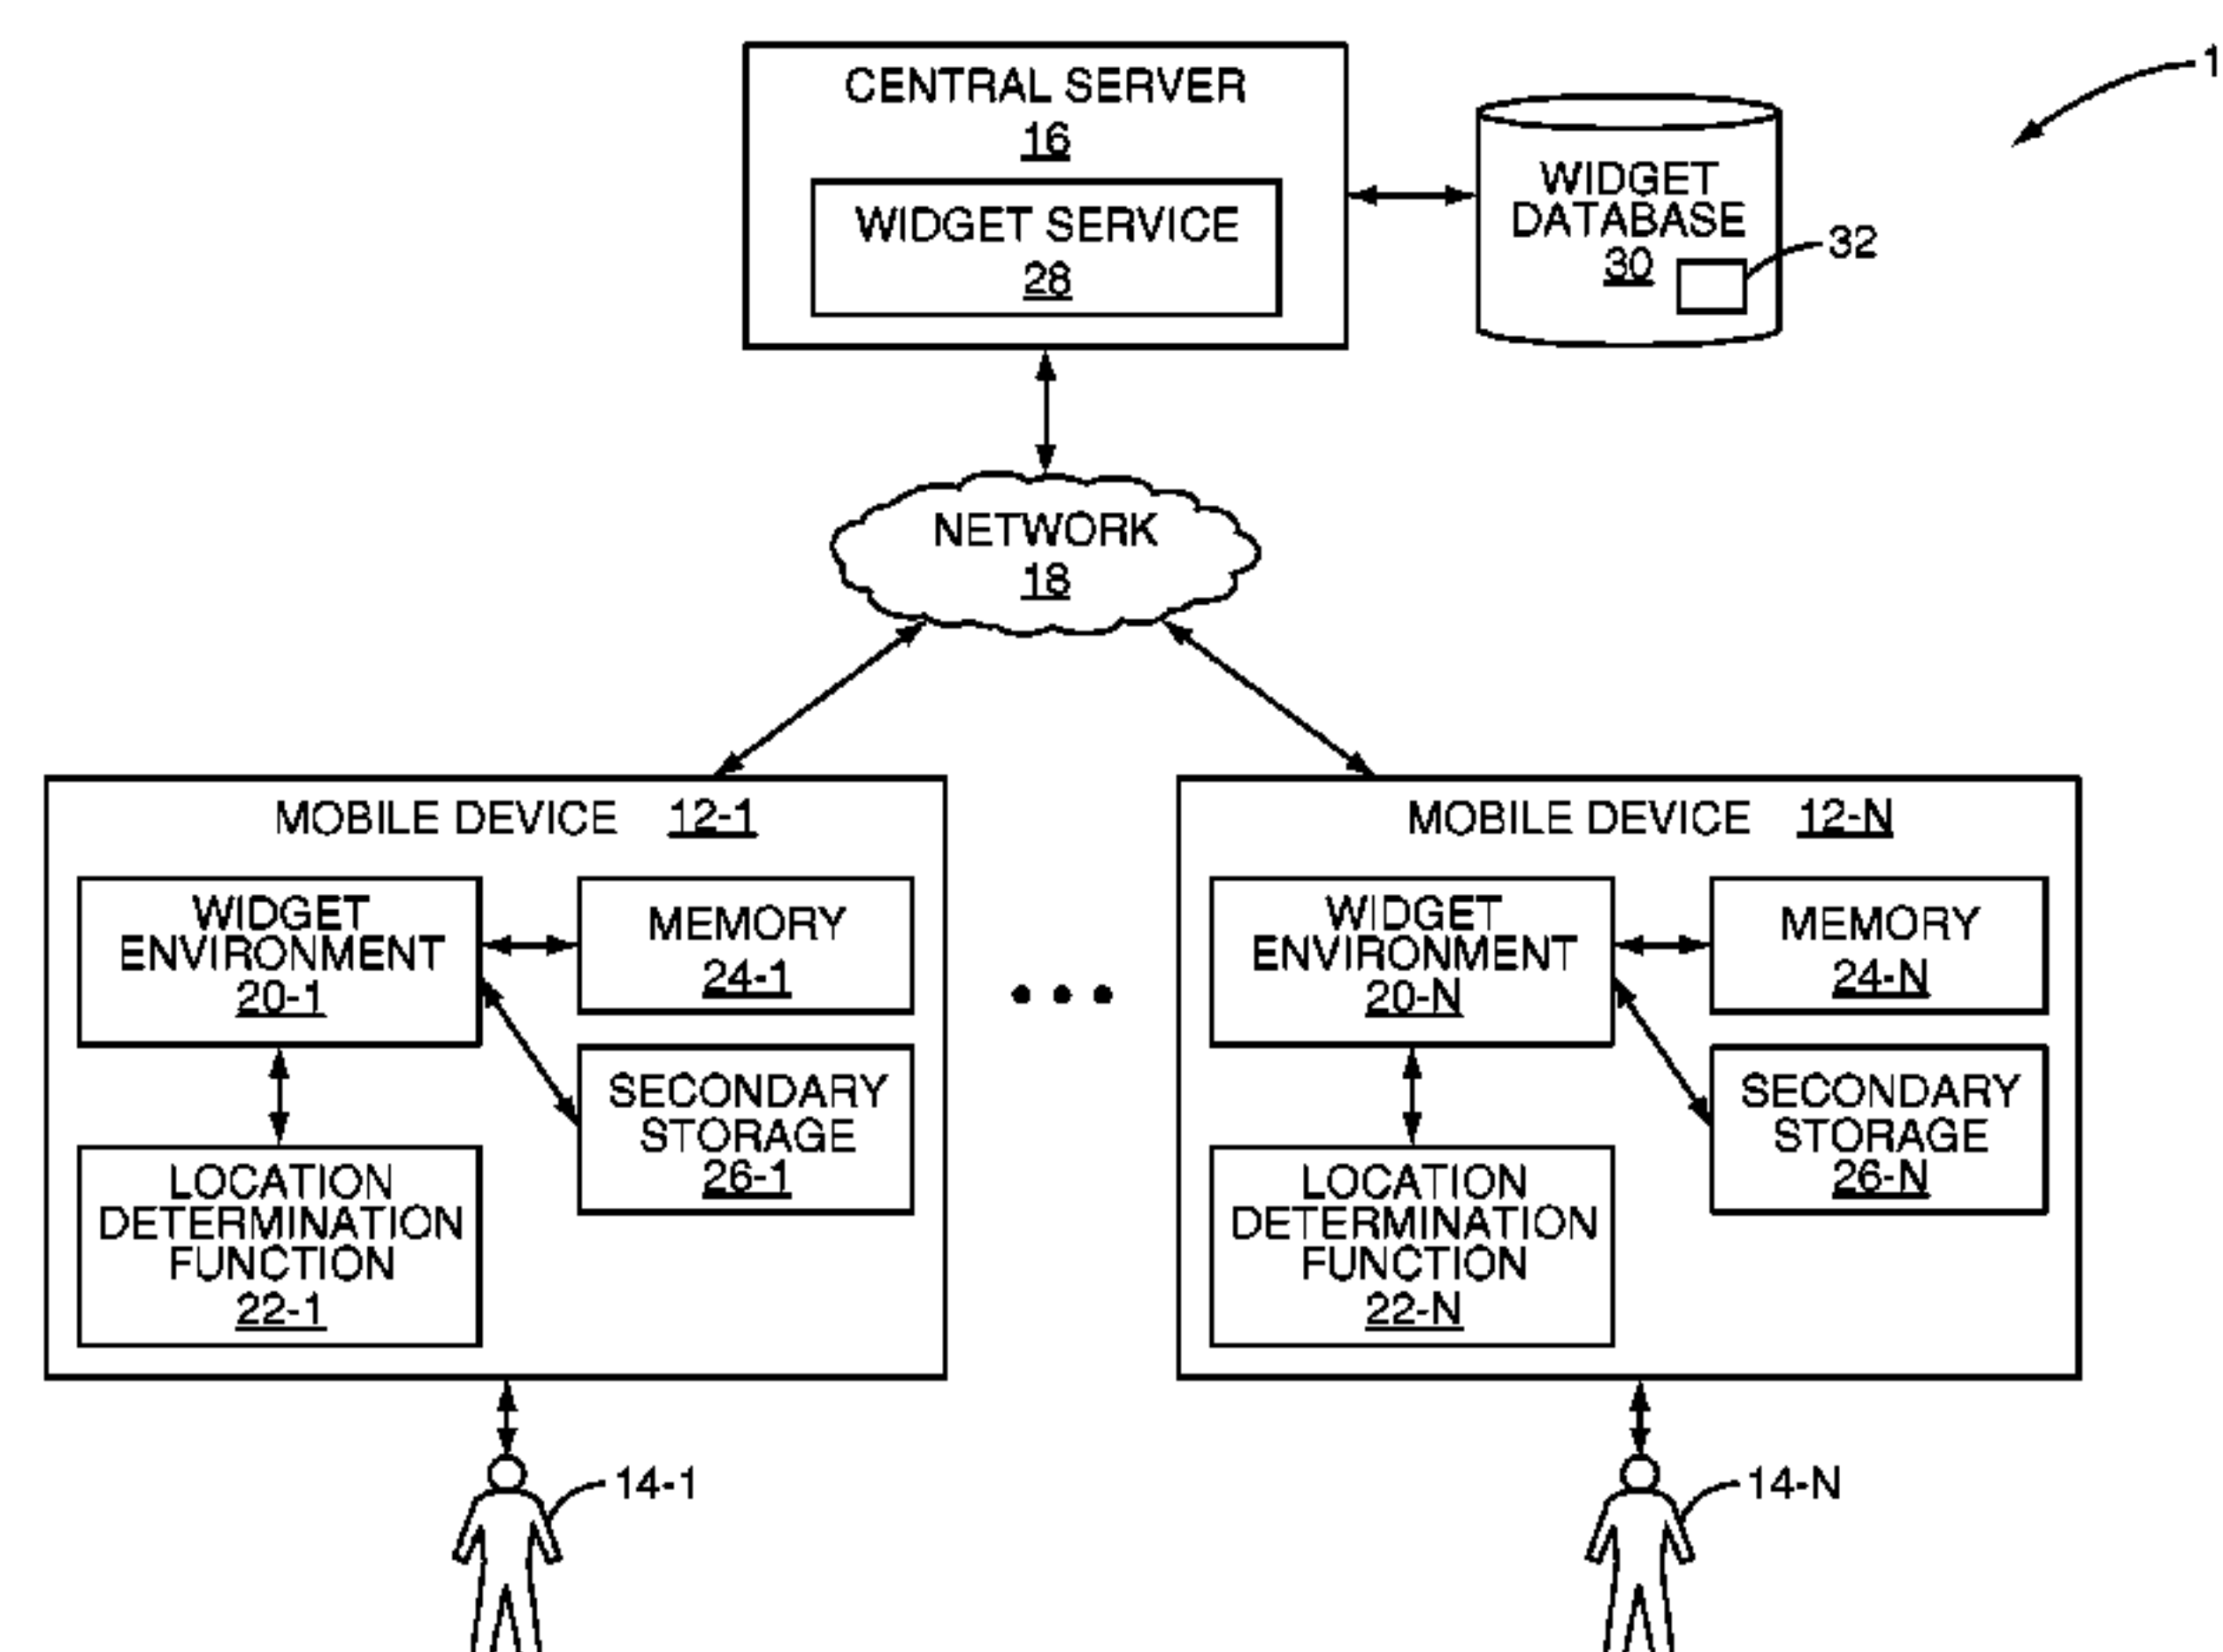 CENTRAL SERVER
16
WIDGET SERVICE
28
WIDGET
DATABASE
30
32
1
NETWORK
18
MOBILE DEVICE 12-1
WIDGET
ENVIRONMENT
20-1
MEMORY
24-1
SECONDARY
STORAGE
26-1
LOCATION
DETERMINATION
FUNCTION
22-1
14-1
MOBILE DEVICE 12-N
WIDGET
ENVIRONMENT
20-N
MEMORY
24-N
SECONDARY
STORAGE
26-N
LOCATION
DETERMINATION
FUNCTION
22-N
14-N